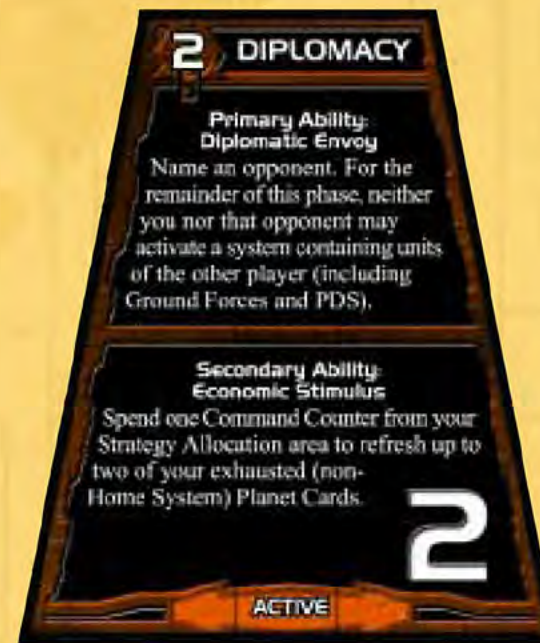 2 DIPLOMACY
Primary Ability:
Diplomatic Envoy
Name an opponent. For the
remainder of this phase, neither
you nor that opponent may
activate a system containing units
of the other player (including
Ground Forces and PDS).
Secondary Ability:
Economic Stimulus
Spend one Command Counter from your
Strategy Allocation area to refresh up to
two of your exhausted (non-
Home System) Planet Cards.
2
ACTIVE